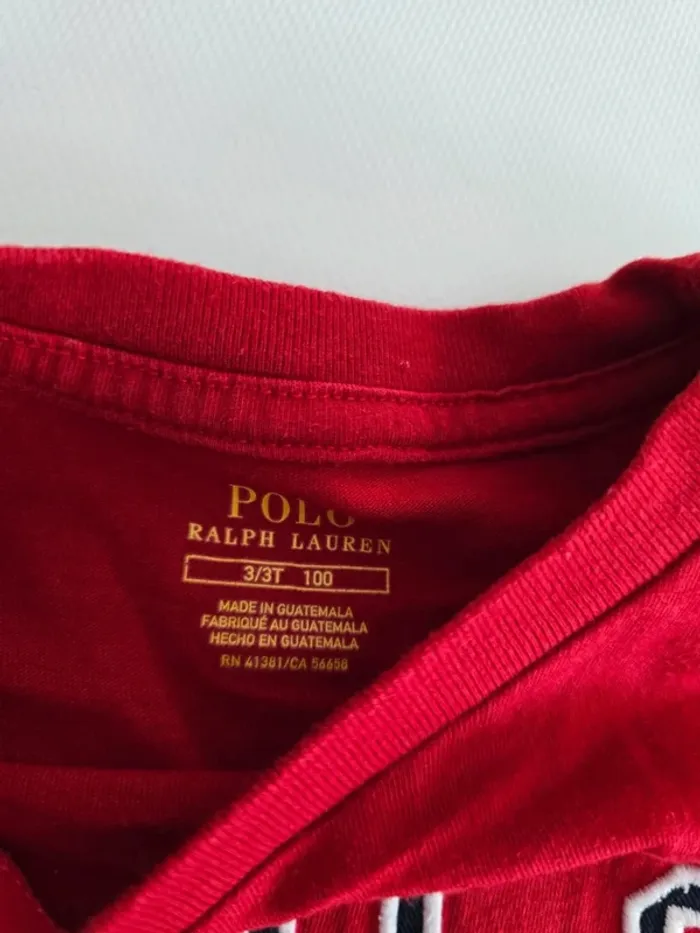 POLO
RALPH LAUREN
3/3T 100
MADE IN GUATEMALA
FABRIQUÉ AU GUATEMALA
HECHO EN GUATEMALA
RN 41381/CA 56658